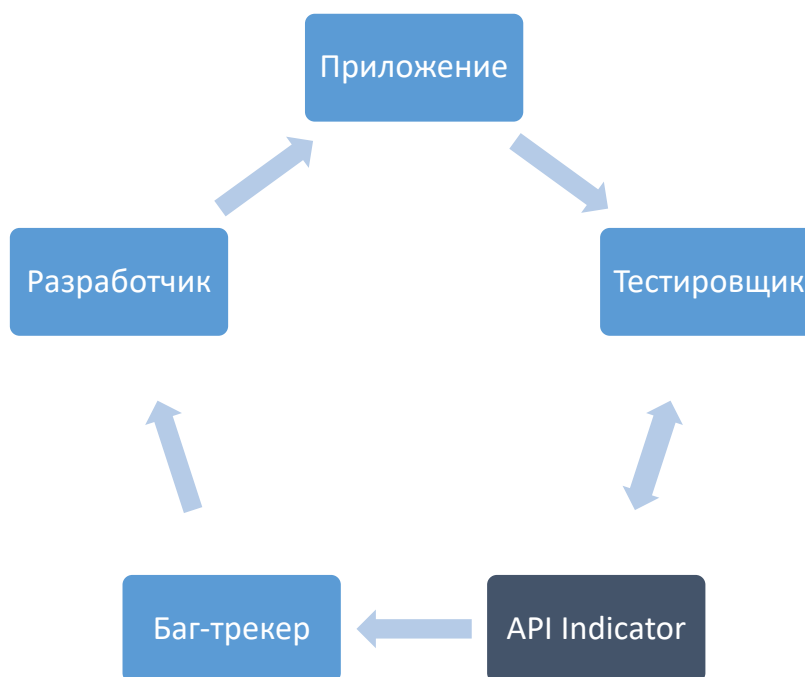 Приложение
Разработчик
Тестировщик
Баг-трекер
API Indicator